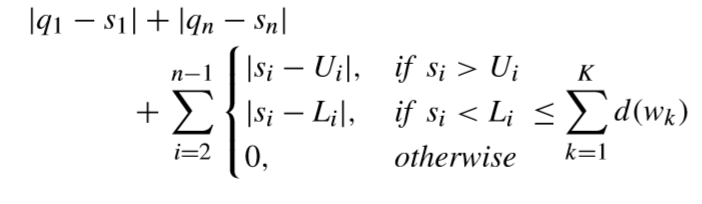 |q₁ − s₁| + |qₙ − sₙ|
+ ∑_{i=2}^{n−1} { |sᵢ − Uᵢ|, if sᵢ > Uᵢ
|sᵢ − Lᵢ|, if sᵢ < Lᵢ ≤ ∑_{k=1}^{K} d(wₖ)
0, otherwise